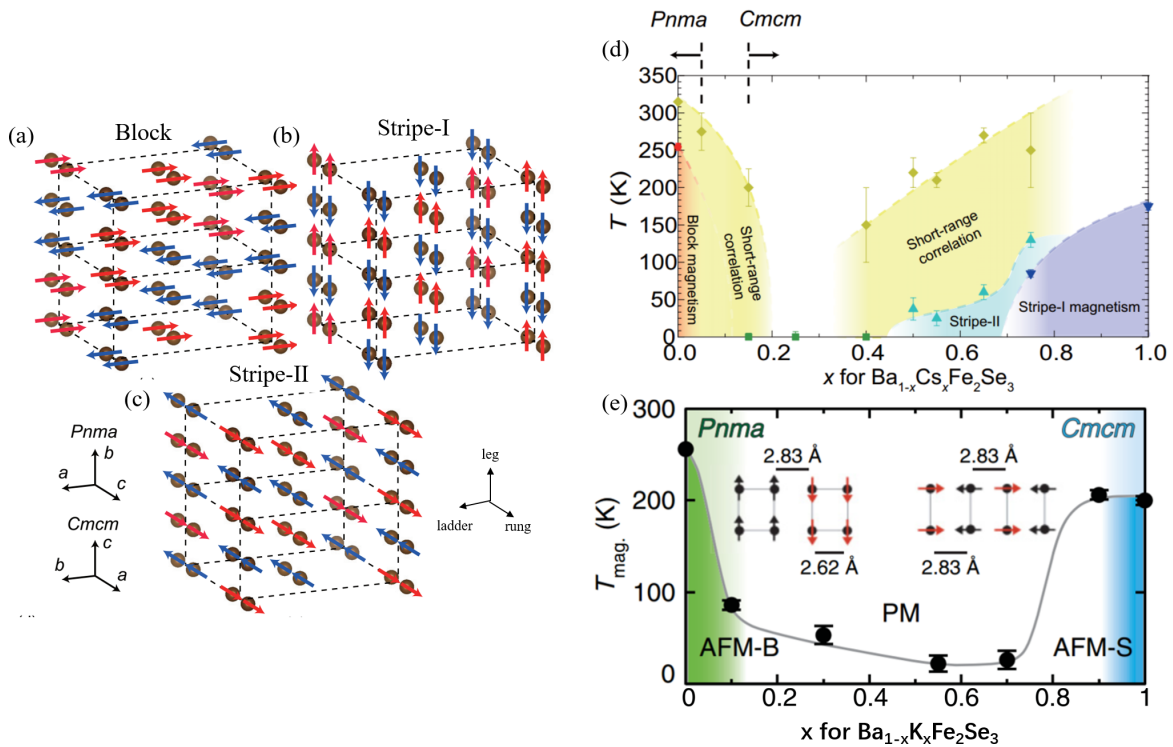 (a)
Block
(b)
Stripe-I
Stripe-II
(c)
Pnma
b
a
c
Cmcm
c
b
a
leg
ladder
rung
Pnma
Cmcm
(d)
350
300
250
200
150
100
50
0
T (K)
Block magnetism
Short-range
correlation
Short-range
correlation
Stripe-II
Stripe-I magnetism
0.0
0.2
0.4
0.6
0.8
1.0
x for Ba1-xCsxFe2Se3
(e)
300
200
100
0
Tmag. (K)
Pnma
Cmcm
2.83 Å
2.83 Å
2.62 Å
2.83 Å
PM
AFM-B
AFM-S
0
0.2
0.4
0.6
0.8
1
x for Ba1-xKxFe2Se3